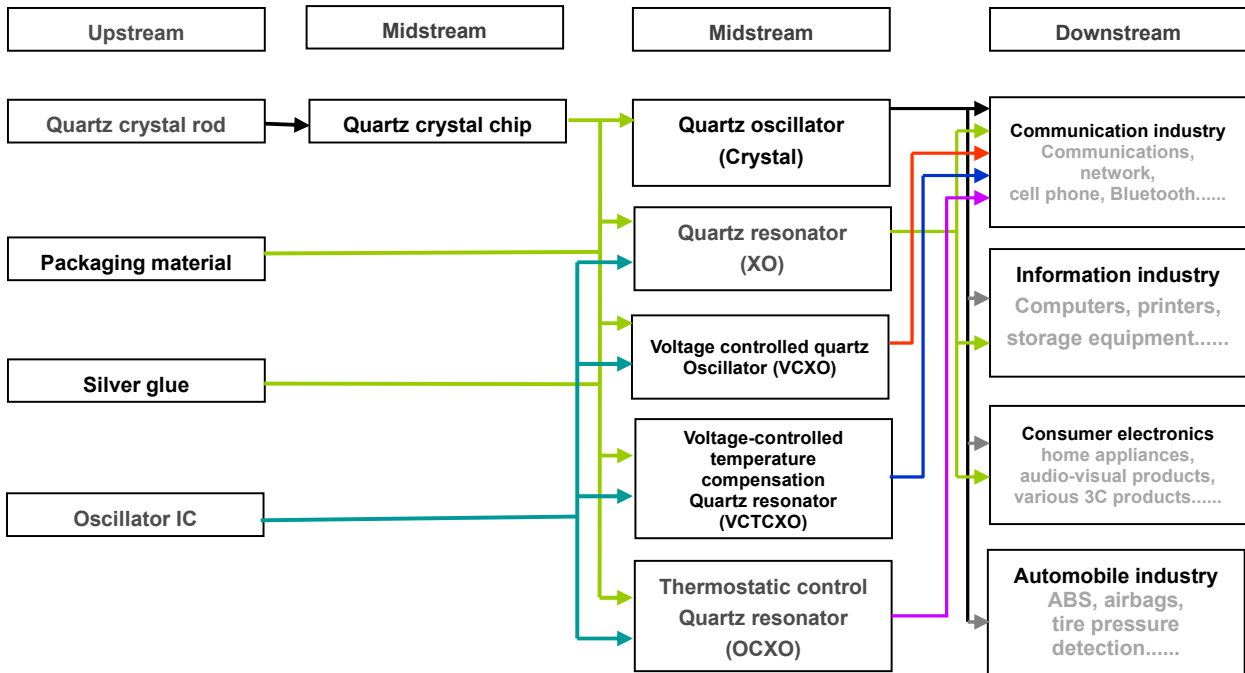 Upstream
Midstream
Midstream
Downstream
Quartz crystal rod
Quartz crystal chip
Quartz oscillator
(Crystal)
Communication industry
Communications,
network,
cell phone, Bluetooth......
Packaging material
Quartz resonator
(XO)
Information industry
Computers, printers,
storage equipment......
Silver glue
Voltage controlled quartz
Oscillator (VCXO)
Consumer electronics
home appliances,
audio-visual products,
various 3C products......
Oscillator IC
Voltage-controlled
temperature
compensation
Quartz resonator
(VCTCXO)
Thermostatic control
Quartz resonator
(OCXO)
Automobile industry
ABS, airbags,
tire pressure
detection......